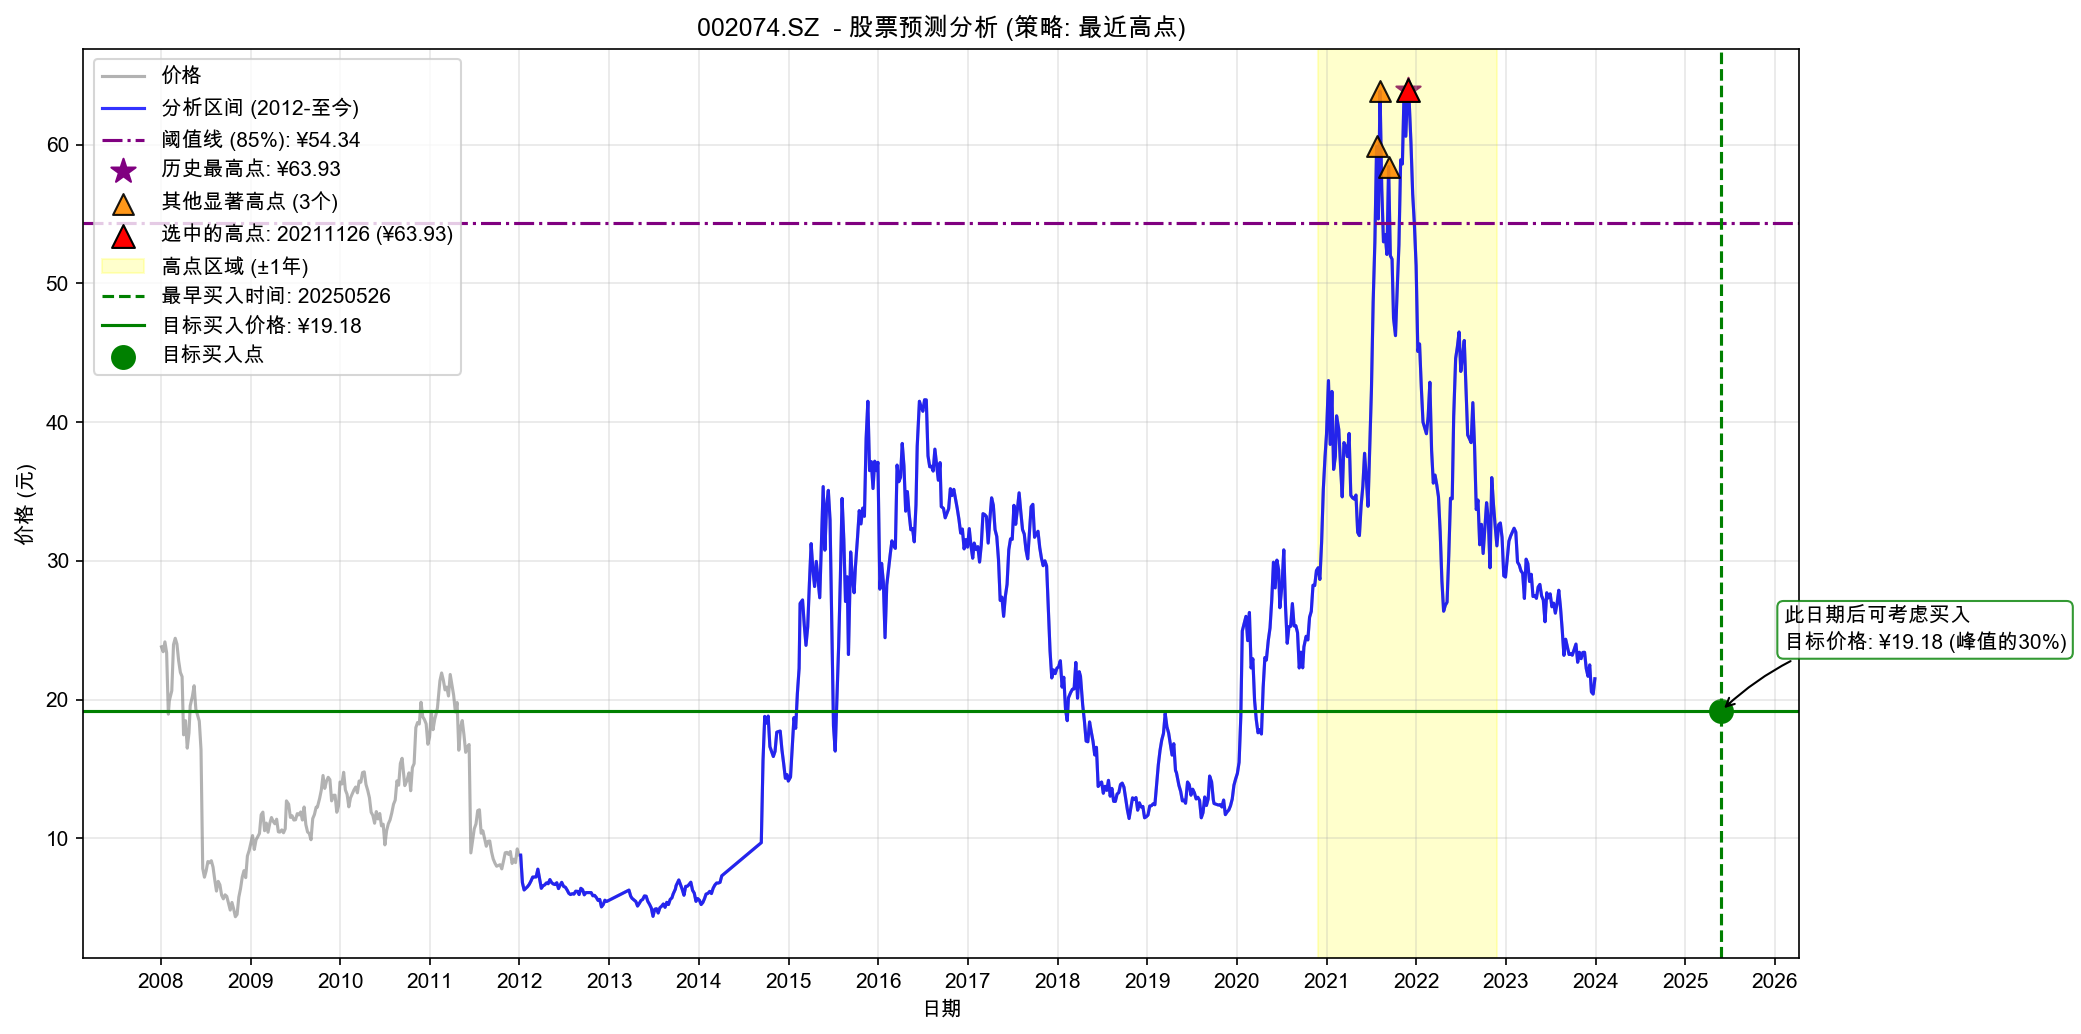 002074.SZ - 股票预测分析 (策略: 最近高点)
价格
分析区间 (2012-至今)
阈值线 (85%): ¥54.34
历史最高点: ¥63.93
其他显著高点 (3个)
选中的高点: 20211126 (¥63.93)
高点区域 (±1年)
最早买入时间: 20250526
目标买入价格: ¥19.18
目标买入点
价格 (元)
60
50
40
30
20
10
此日期后可考虑买入
目标价格: ¥19.18 (峰值的30%)
2008 2009 2010 2011 2012 2013 2014 2015 2016 2017 2018 2019 2020 2021 2022 2023 2024 2025 2026
日期